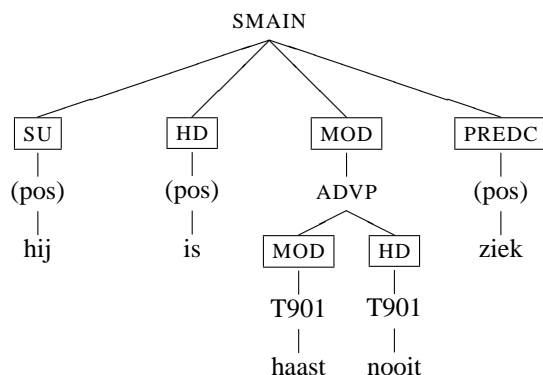 SMAIN
SU HD MOD PREDC
(pos) (pos) ADVP (pos)
hij is MOD HD ziek
T901 T901
haast nooit